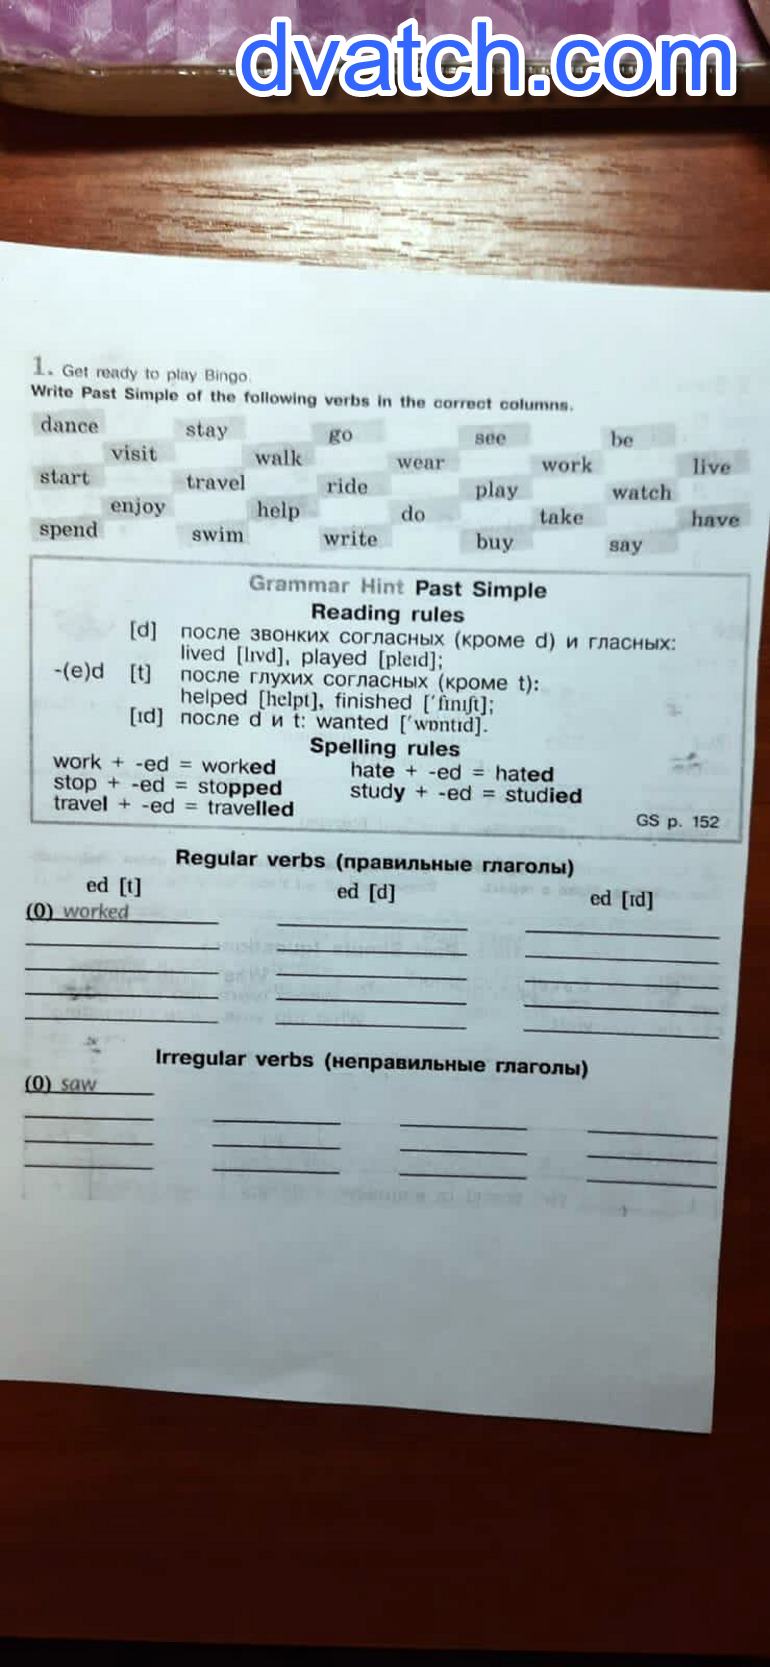 dvatch.com
1. Get ready to play Bingo.
Write Past Simple of the following verbs in the correct columns.
dance stay go see be
visit walk wear work live
start travel ride play watch
enjoy help do take have
spend swim write buy say
Grammar Hint Past Simple
Reading rules
[d] после звонких согласных (кроме d) и гласных:
lived [lɪvd], played [pleɪd];
-(e)d [t] после глухих согласных (кроме t):
helped [helpt], finished [ˈfɪnɪʃt];
[ɪd] после d и t: wanted [ˈwɒntɪd].
Spelling rules
work + -ed = worked hate + -ed = hated
stop + -ed = stopped study + -ed = studied
travel + -ed = travelled
GS p. 152
Regular verbs (правильные глаголы)
ed [t] ed [d] ed [ɪd]
(0) worked
Irregular verbs (неправильные глаголы)
(0) saw